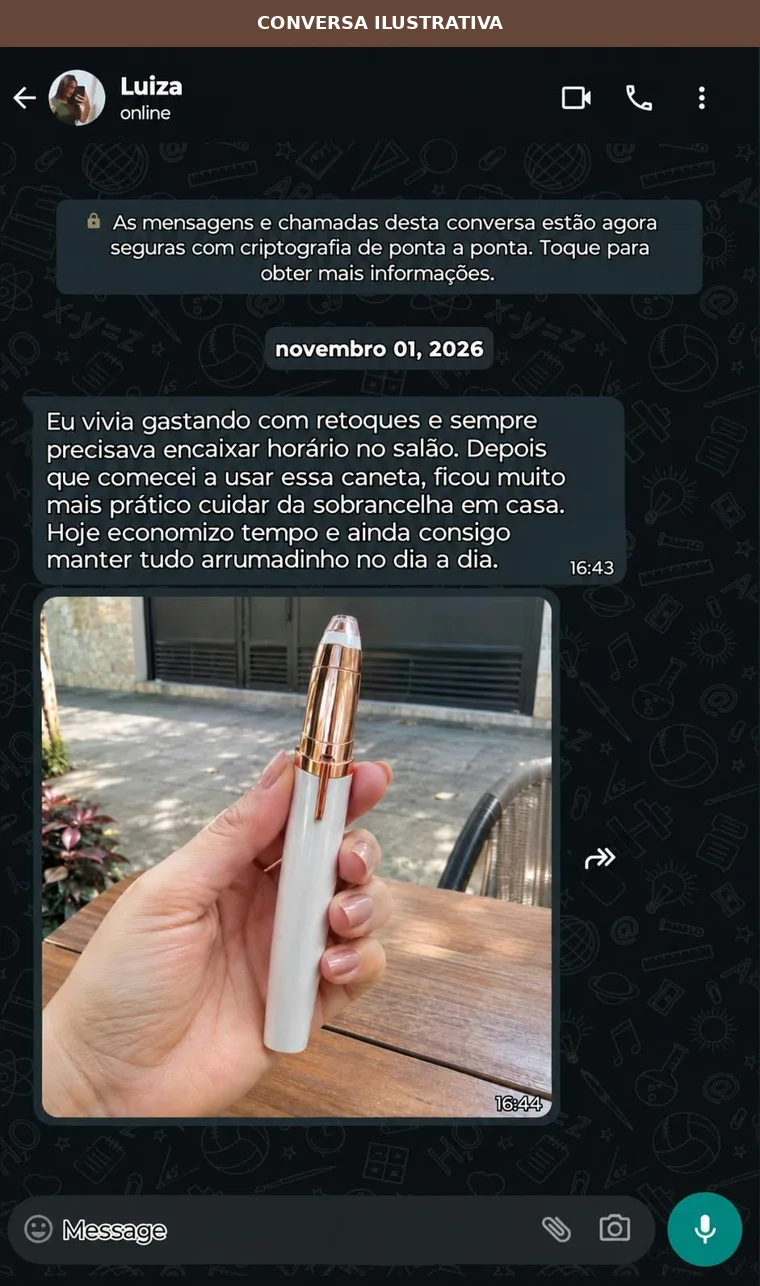 CONVERSA ILUSTRATIVA
Luiza
online
As mensagens e chamadas desta conversa estão agora
seguras com criptografia de ponta a ponta. Toque para
obter mais informações.
novembro 01, 2026
Eu vivia gastando com retoques e sempre
precisava encaixar horário no salão. Depois
que comecei a usar essa caneta, ficou muito
mais prático cuidar da sobrancelha em casa.
Hoje economizo tempo e ainda consigo
manter tudo arrumadinho no dia a dia.
16:43
16:44
Message